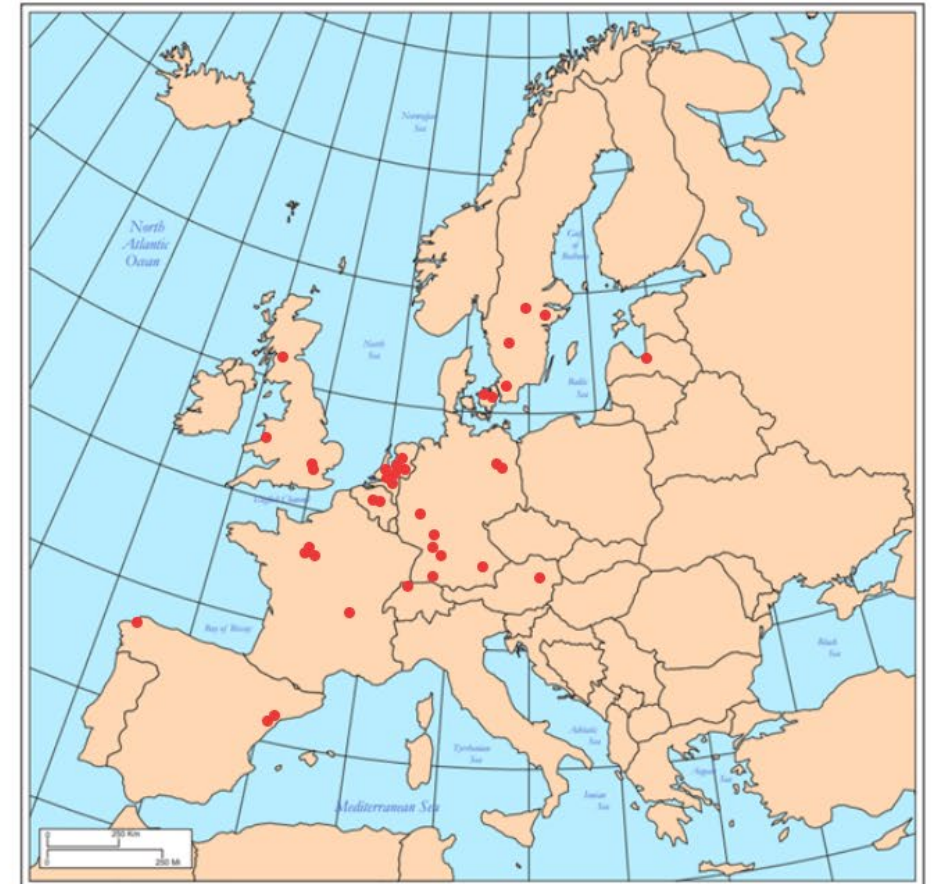 Norwegian
Sea
North
Atlantic
Ocean
Gulf
of
Bothnia
North
Sea
Baltic
Sea
English Channel
Bay of Biscay
Black
Sea
Adriatic
Sea
Tyrrhenian
Sea
Aegean
Sea
Ionian
Sea
Mediterranean Sea
0 250 Km
0 250 Mi